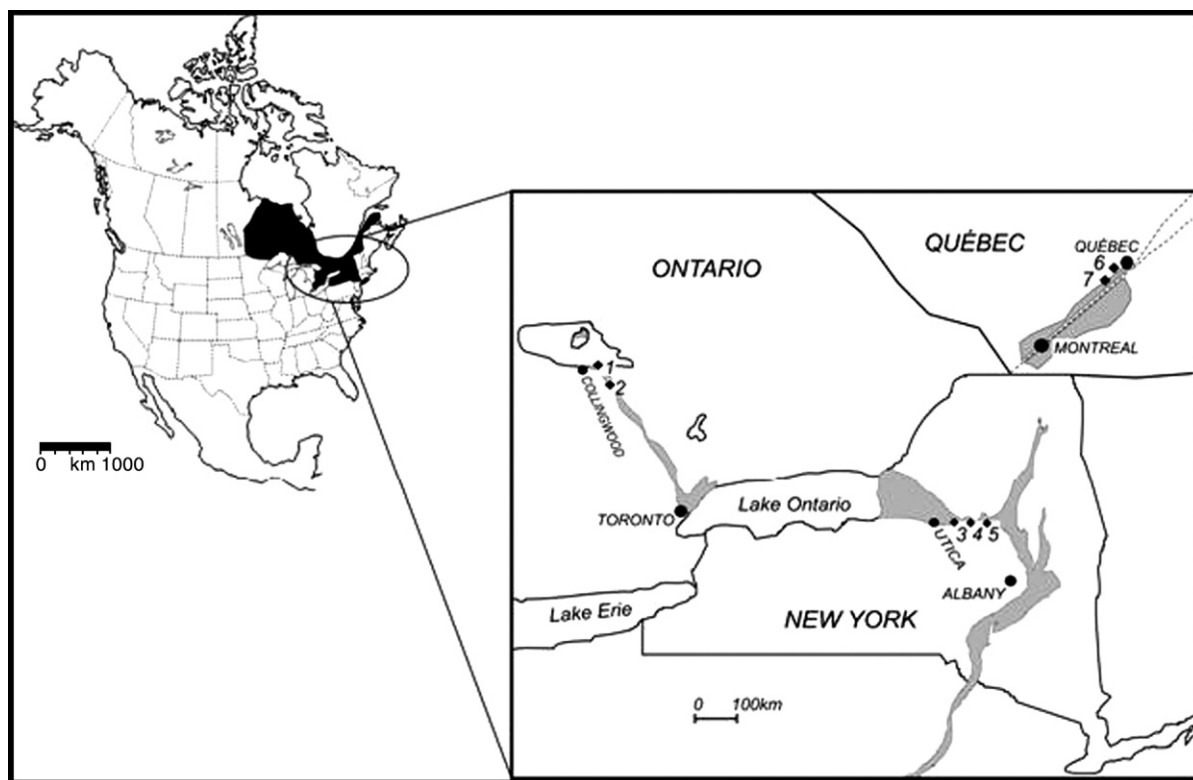 0 km 1000
ONTARIO
QUÉBEC
QUÉBEC
6
7
MONTREAL
1
2
COLLINGWOOD
TORONTO
Lake Ontario
UTICA
3 4 5
ALBANY
Lake Erie
NEW YORK
0 100km